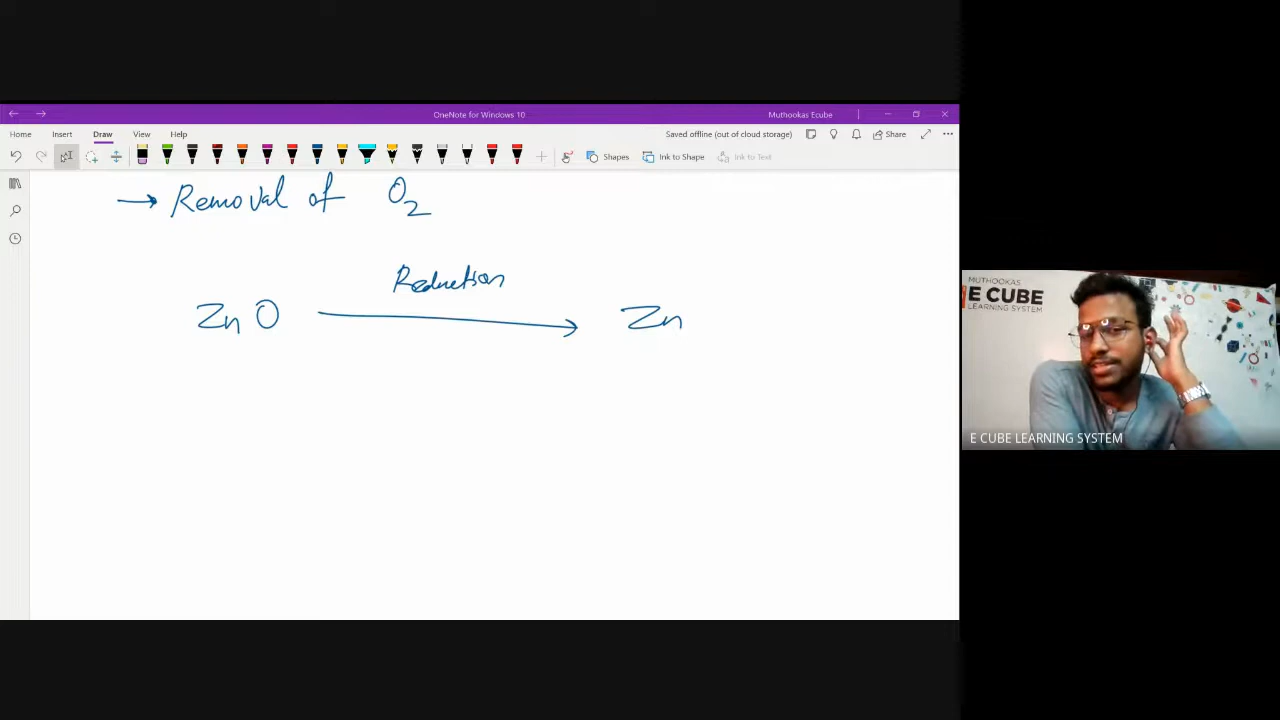 OneNote for Windows 10
Muthookas Ecube
Home Insert Draw View Help
Saved offline (out of cloud storage)
Share
Shapes
Ink to Shape
Ink to Text
→ Removal of O2
Reduction
ZnO → Zn
MUTHOOKAS
E CUBE
LEARNING SYSTEM
E CUBE LEARNING SYSTEM